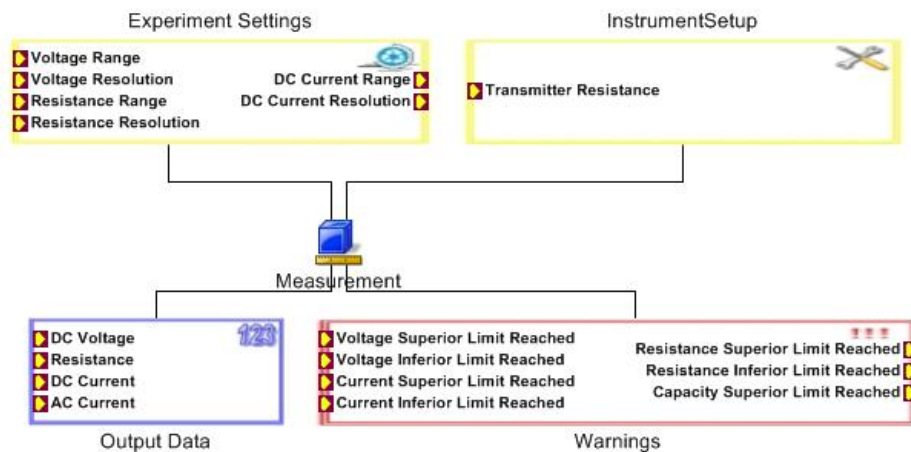 Experiment Settings
InstrumentSetup
Voltage Range
Voltage Resolution
Resistance Range
Resistance Resolution
DC Current Range
DC Current Resolution
Transmitter Resistance
Measurement
DC Voltage
Resistance
DC Current
AC Current
123
Voltage Superior Limit Reached
Voltage Inferior Limit Reached
Current Superior Limit Reached
Current Inferior Limit Reached
!!!
Resistance Superior Limit Reached
Resistance Inferior Limit Reached
Capacity Superior Limit Reached
Output Data
Warnings